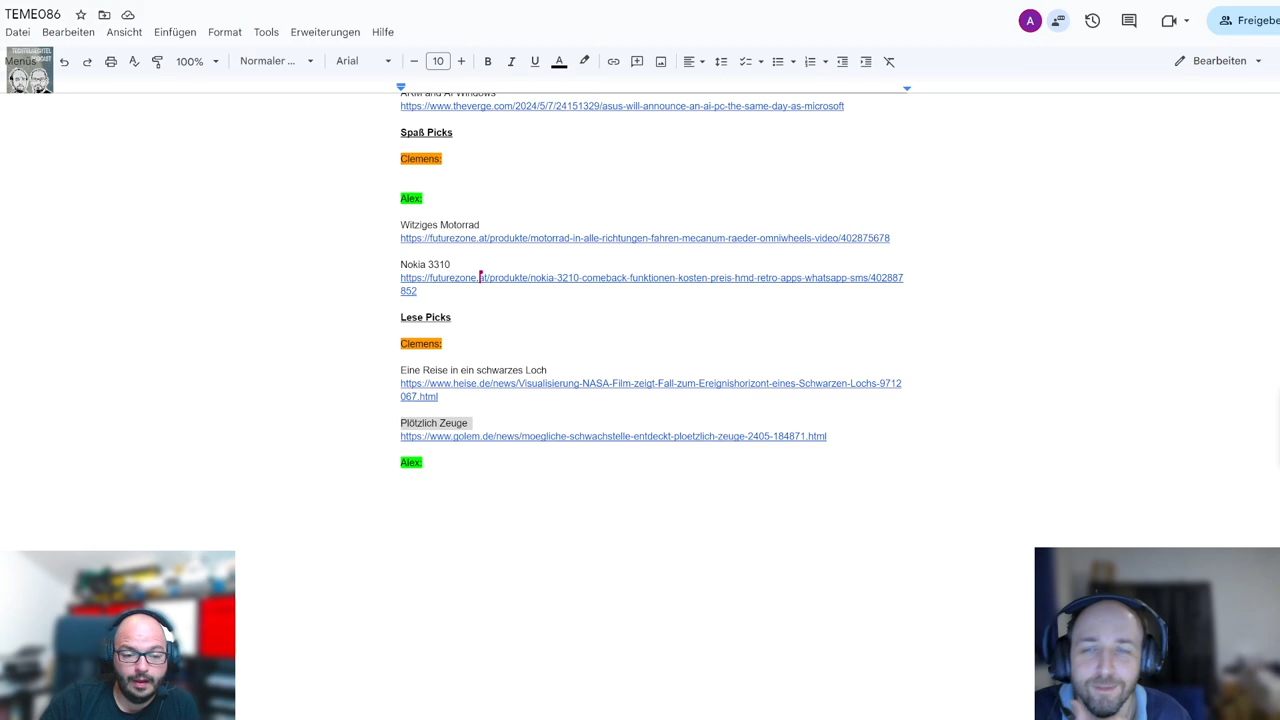 TEME086
Datei Bearbeiten Ansicht Einfügen Format Tools Erweiterungen Hilfe
A
Freigebe
Menüs
100% Normaler ... Arial 10 B I U A Bearbeiten
ARM and AI Windows
https://www.theverge.com/2024/5/7/24151329/asus-will-announce-an-ai-pc-the-same-day-as-microsoft
Spaß Picks
Clemens:
Alex:
Witziges Motorrad
https://futurezone.at/produkte/motorrad-in-alle-richtungen-fahren-mecanum-raeder-omniwheels-video/402875678
Nokia 3310
https://futurezone.at/produkte/nokia-3210-comeback-funktionen-kosten-preis-hmd-retro-apps-whatsapp-sms/402887
852
Lese Picks
Clemens:
Eine Reise in ein schwarzes Loch
https://www.heise.de/news/Visualisierung-NASA-Film-zeigt-Fall-zum-Ereignishorizont-eines-Schwarzen-Lochs-9712
067.html
Plötzlich Zeuge
https://www.golem.de/news/moegliche-schwachstelle-entdeckt-ploetzlich-zeuge-2405-184871.html
Alex: